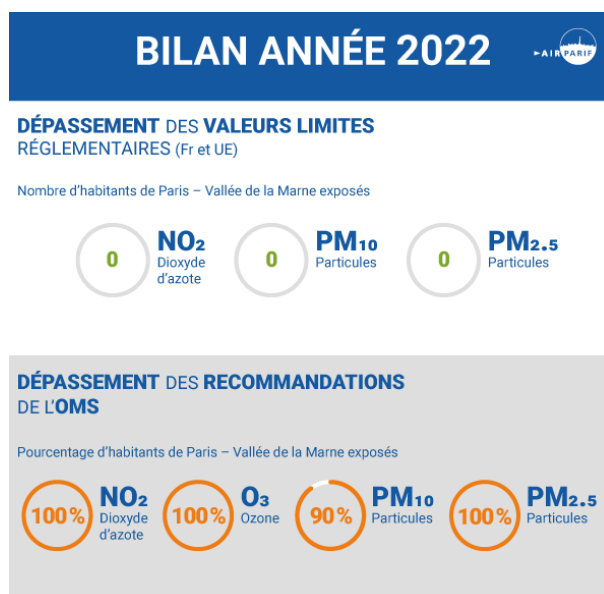 BILAN ANNÉE 2022
AIRPARIF
DÉPASSEMENT DES VALEURS LIMITES
RÉGLEMENTAIRES (Fr et UE)
Nombre d'habitants de Paris – Vallée de la Marne exposés
0
NO₂
Dioxyde
d'azote
0
PM₁₀
Particules
0
PM₂.₅
Particules
DÉPASSEMENT DES RECOMMANDATIONS
DE L'OMS
Pourcentage d'habitants de Paris – Vallée de la Marne exposés
100%
NO₂
Dioxyde
d'azote
100%
O₃
Ozone
90%
PM₁₀
Particules
100%
PM₂.₅
Particules